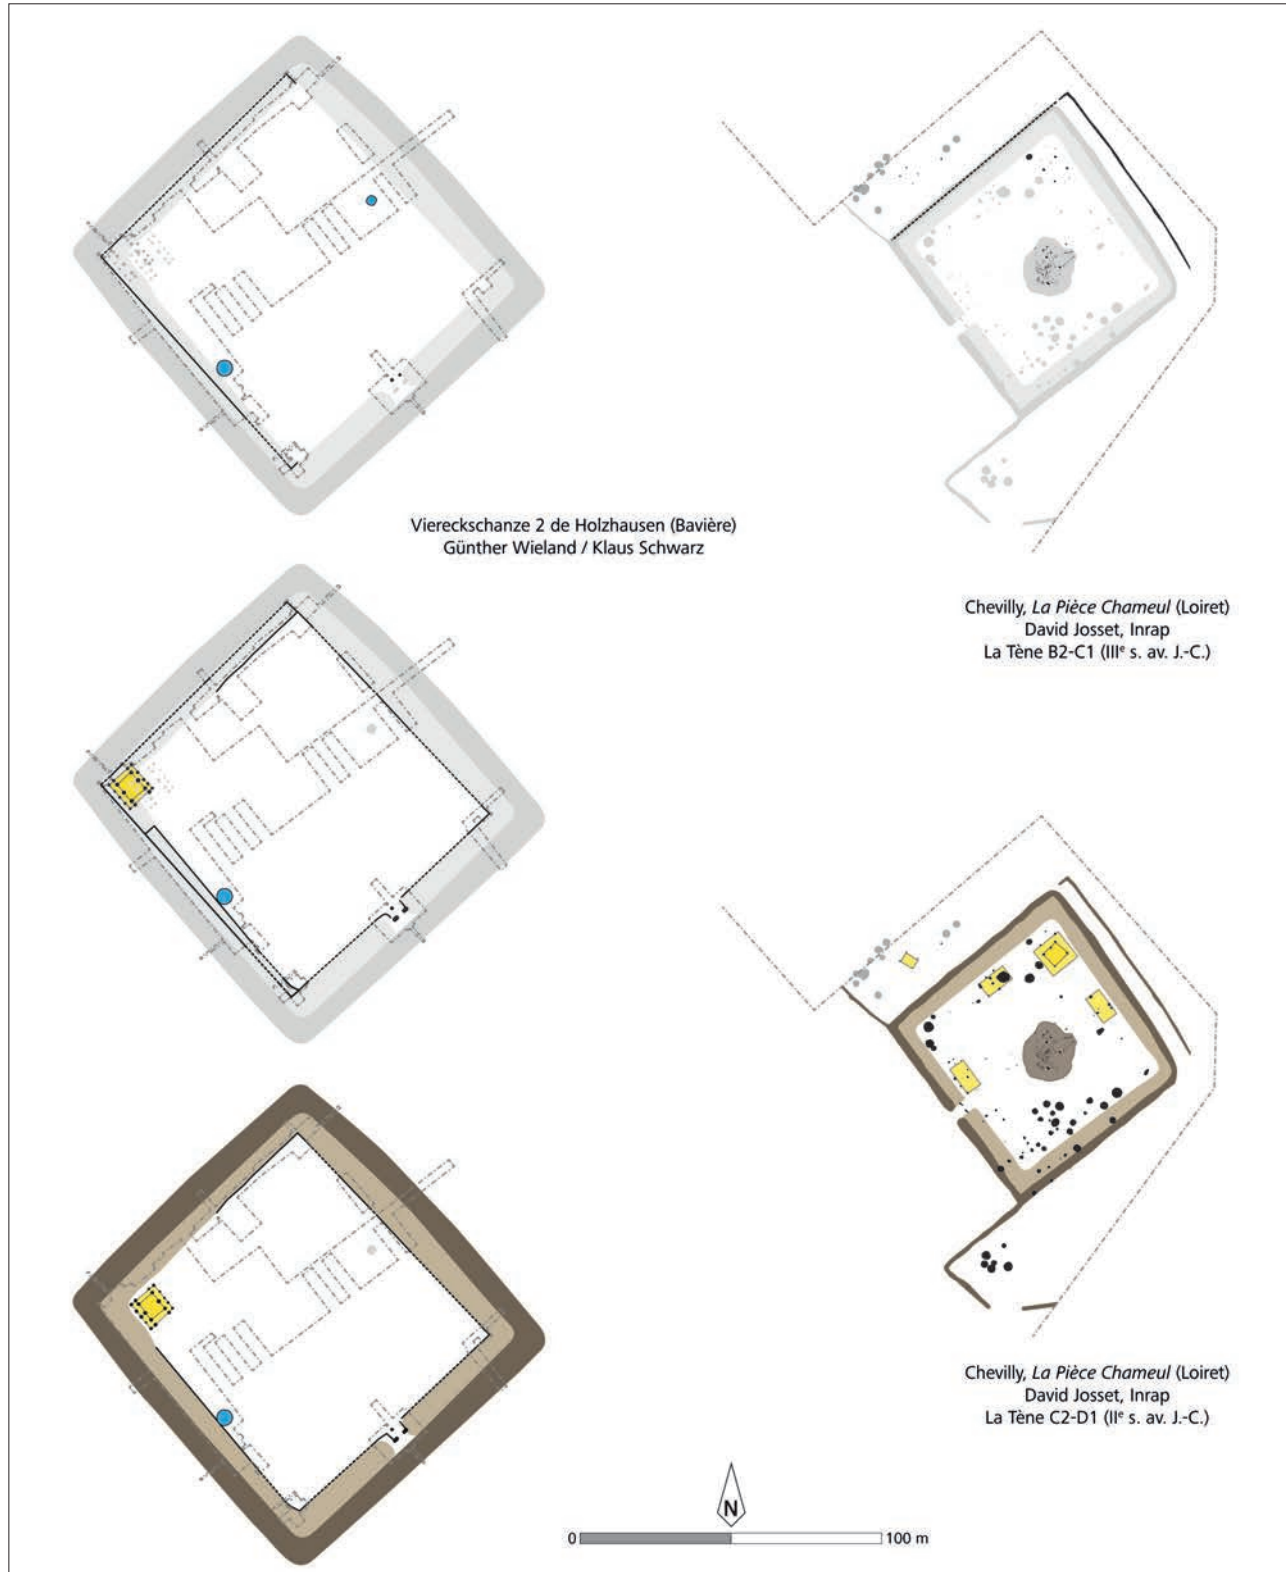 Viereckschanze 2 de Holzhausen (Bavière)
Günther Wieland / Klaus Schwarz
Chevilly, La Pièce Chameul (Loiret)
David Josset, Inrap
La Tène B2-C1 (IIIe s. av. J.-C.)
Chevilly, La Pièce Chameul (Loiret)
David Josset, Inrap
La Tène C2-D1 (IIe s. av. J.-C.)
N
0 100 m